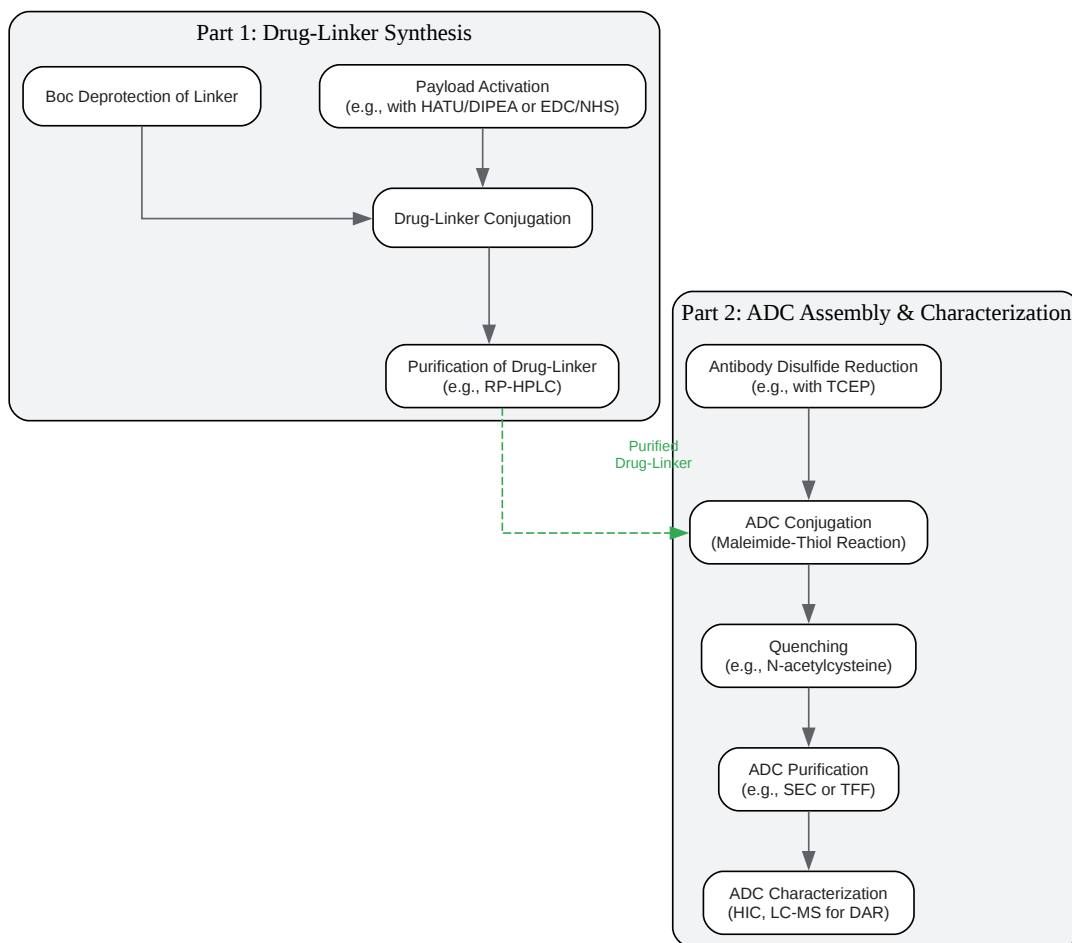 Part 1: Drug-Linker Synthesis
Boc Deprotection of Linker
Payload Activation
(e.g., with HATU/DIPEA or EDC/NHS)
Drug-Linker Conjugation
Purification of Drug-Linker
(e.g., RP-HPLC)
Purified
Drug-Linker
Part 2: ADC Assembly & Characterization
Antibody Disulfide Reduction
(e.g., with TCEP)
ADC Conjugation
(Maleimide-Thiol Reaction)
Quenching
(e.g., N-acetylcysteine)
ADC Purification
(e.g., SEC or TFF)
ADC Characterization
(HIC, LC-MS for DAR)